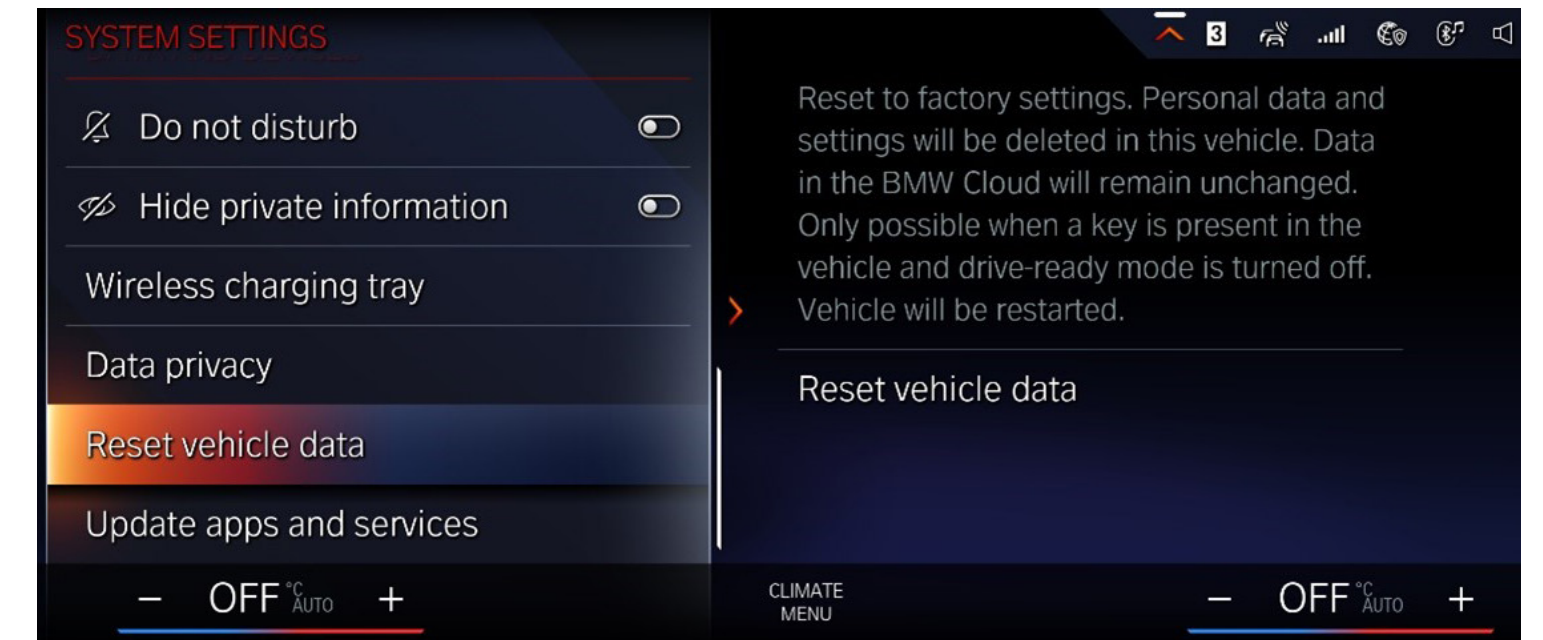 SYSTEM SETTINGS
Do not disturb
Hide private information
Wireless charging tray
Data privacy
Reset vehicle data
Update apps and services
- OFF °C AUTO +
3
Reset to factory settings. Personal data and
settings will be deleted in this vehicle. Data
in the BMW Cloud will remain unchanged.
Only possible when a key is present in the
vehicle and drive-ready mode is turned off.
Vehicle will be restarted.
Reset vehicle data
CLIMATE
MENU
- OFF °C AUTO +